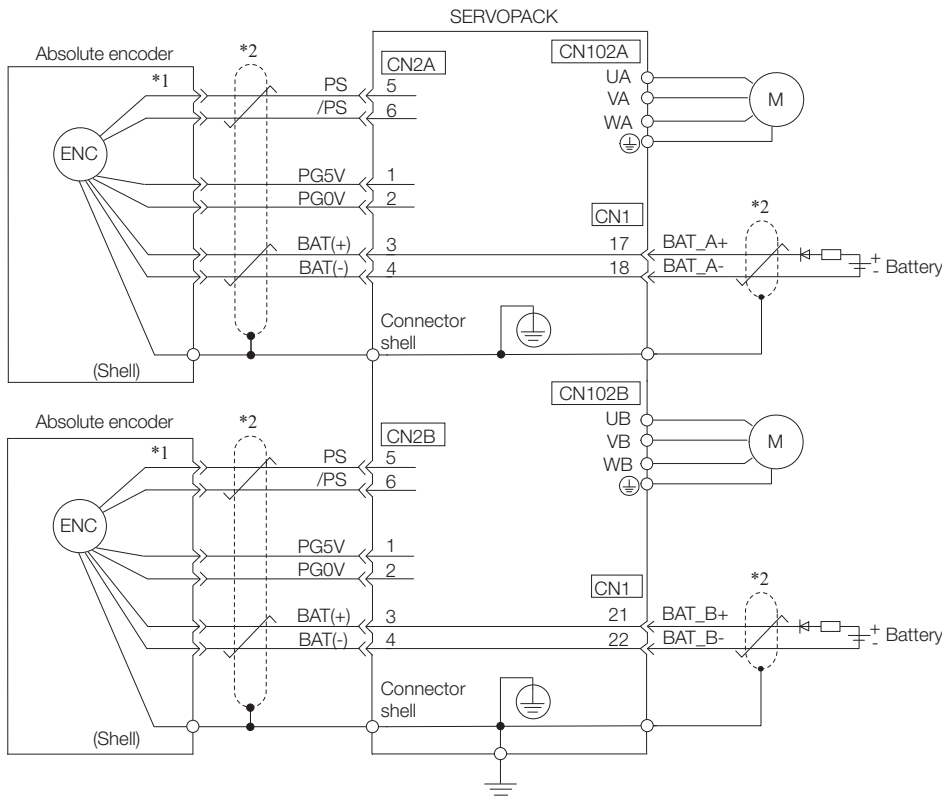 SERVOPACK
Absolute encoder
*2
CN2A
CN102A
*1
PS
5
UA
/PS
6
VA
M
WA
ENC
PG5V
1
PG0V
2
*2
CN1
BAT(+)
3
17
BAT_A+
BAT(-)
4
18
BAT_A-
+
-
Battery
Connector
shell
(Shell)
CN102B
Absolute encoder
*2
CN2B
UB
*1
PS
5
VB
M
/PS
6
WB
ENC
PG5V
1
PG0V
2
*2
CN1
BAT(+)
3
21
BAT_B+
BAT(-)
4
22
BAT_B-
+
-
Battery
Connector
shell
(Shell)